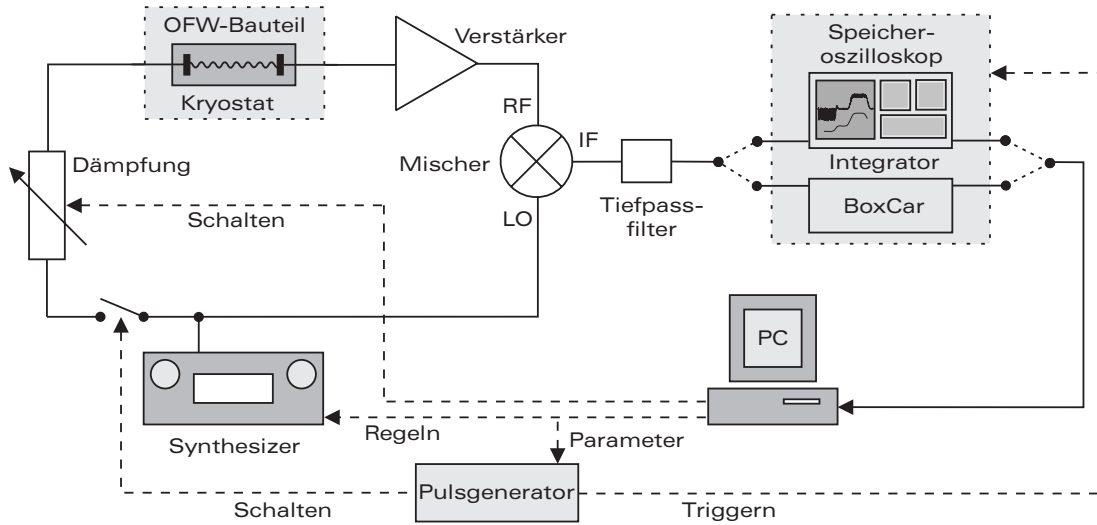 OFW-Bauteil
Kryostat
Verstärker
Speicher-
oszilloskop
Integrator
BoxCar
RF
Mischer
IF
LO
Tiefpass-
filter
Dämpfung
Schalten
PC
Synthesizer
Regeln
Parameter
Pulsgenerator
Schalten
Triggern